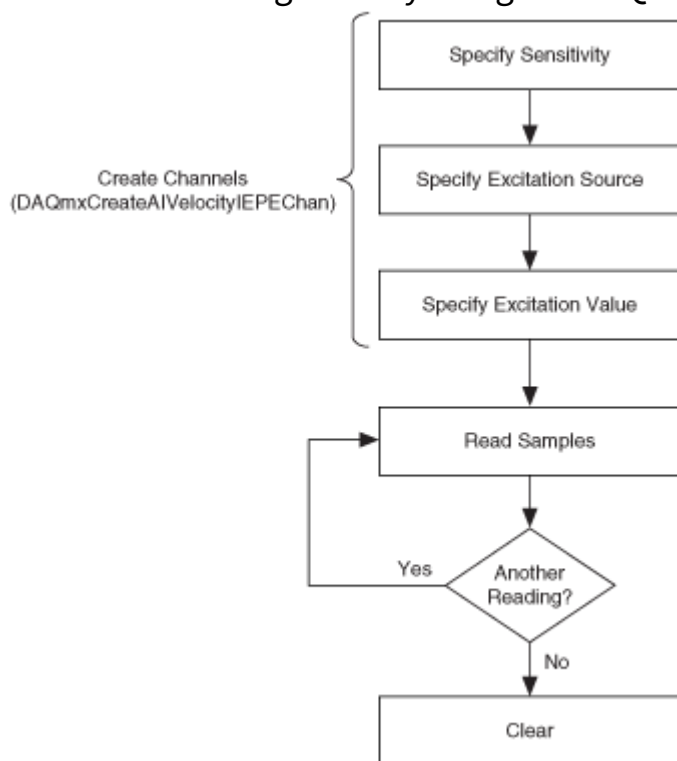 Specify Sensitivity
Create Channels
(DAQmxCreateAIVelocityIEPEChan)
Specify Excitation Source
Specify Excitation Value
Read Samples
Yes
Another
Reading?
No
Clear